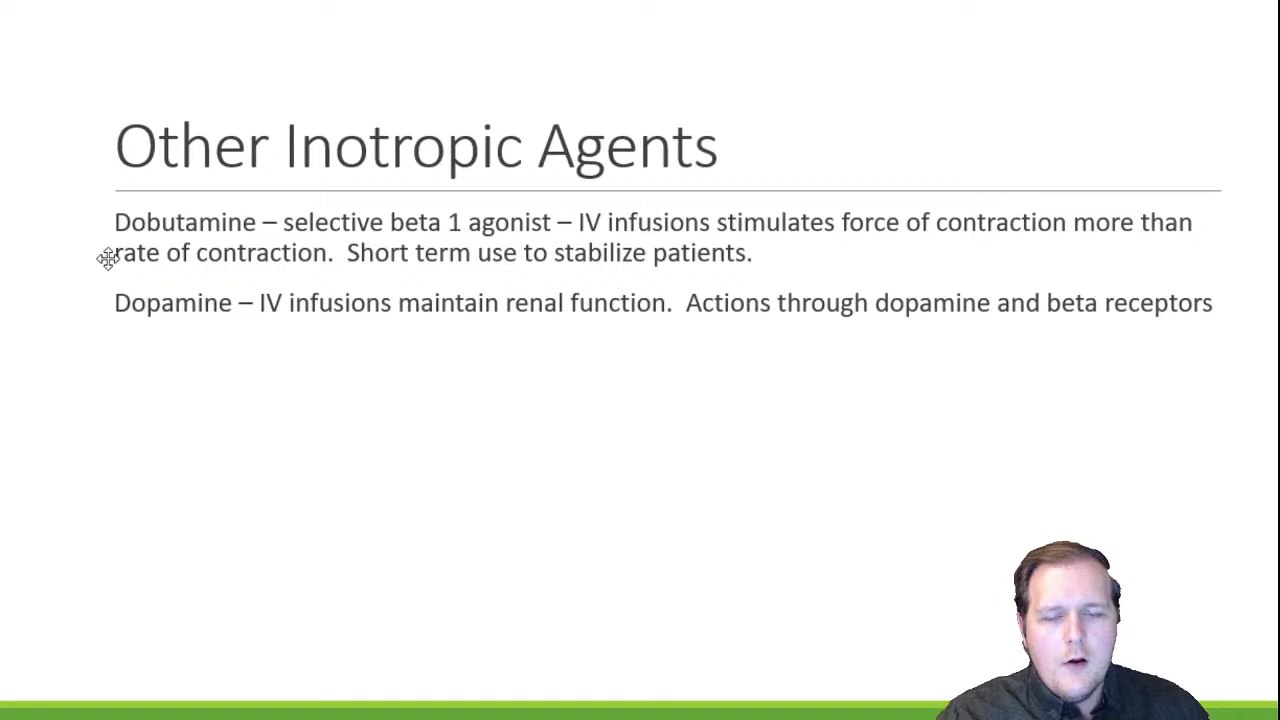 Other Inotropic Agents
Dobutamine – selective beta 1 agonist – IV infusions stimulates force of contraction more than
rate of contraction.  Short term use to stabilize patients.
Dopamine – IV infusions maintain renal function.  Actions through dopamine and beta receptors